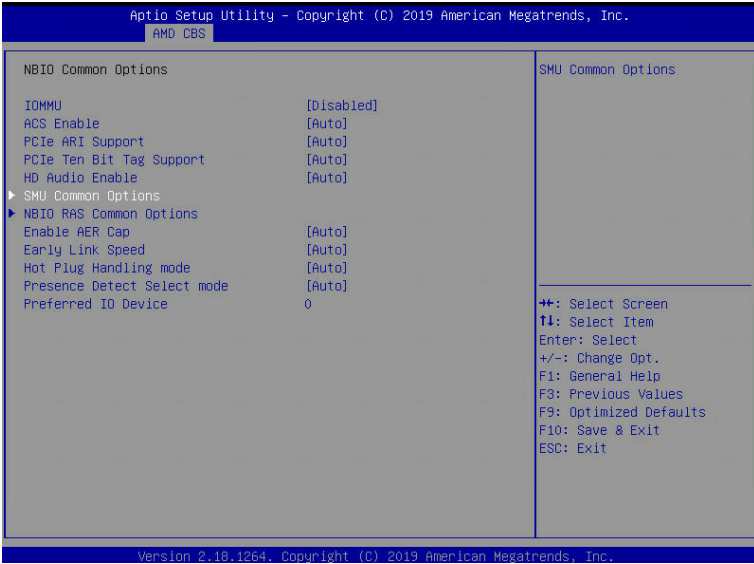 Aptio Setup Utility – Copyright (C) 2019 American Megatrends, Inc.
AMD CBS
NBIO Common Options
IOMMU [Disabled]
ACS Enable [Auto]
PCIe ARI Support [Auto]
PCIe Ten Bit Tag Support [Auto]
HD Audio Enable [Auto]
SMU Common Options
NBIO RAS Common Options
Enable AER Cap [Auto]
Early Link Speed [Auto]
Hot Plug Handling mode [Auto]
Presence Detect Select mode [Auto]
Preferred IO Device 0
SMU Common Options
→←: Select Screen
↑↓: Select Item
Enter: Select
+/-: Change Opt.
F1: General Help
F3: Previous Values
F9: Optimized Defaults
F10: Save & Exit
ESC: Exit
Version 2.18.1264. Copyright (C) 2019 American Megatrends, Inc.